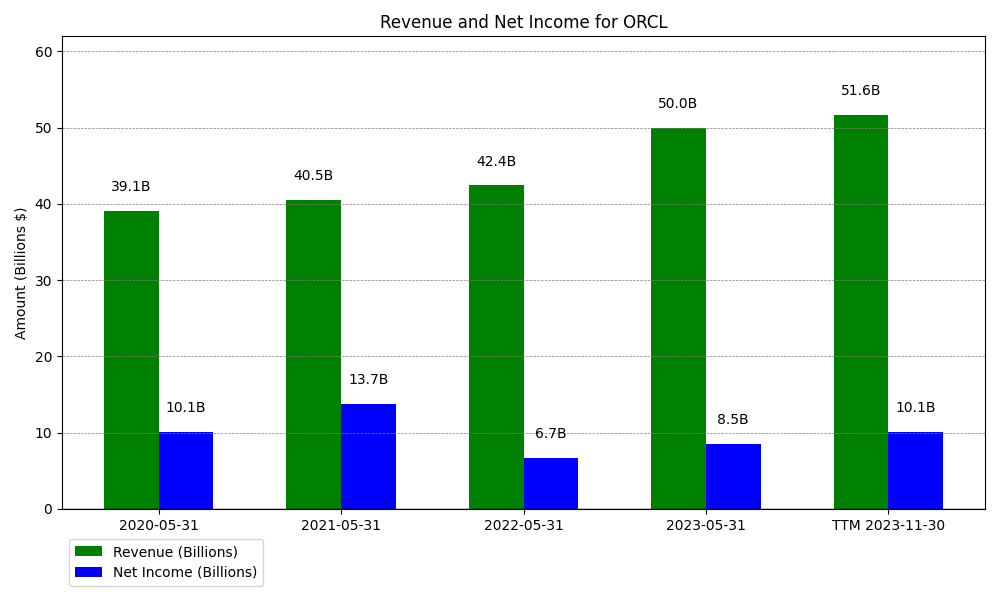 Revenue and Net Income for ORCL
Amount (Billions $)
60
50
40
30
20
10
0
39.1B
10.1B
40.5B
13.7B
42.4B
6.7B
50.0B
8.5B
51.6B
10.1B
2020-05-31
2021-05-31
2022-05-31
2023-05-31
TTM 2023-11-30
Revenue (Billions)
Net Income (Billions)